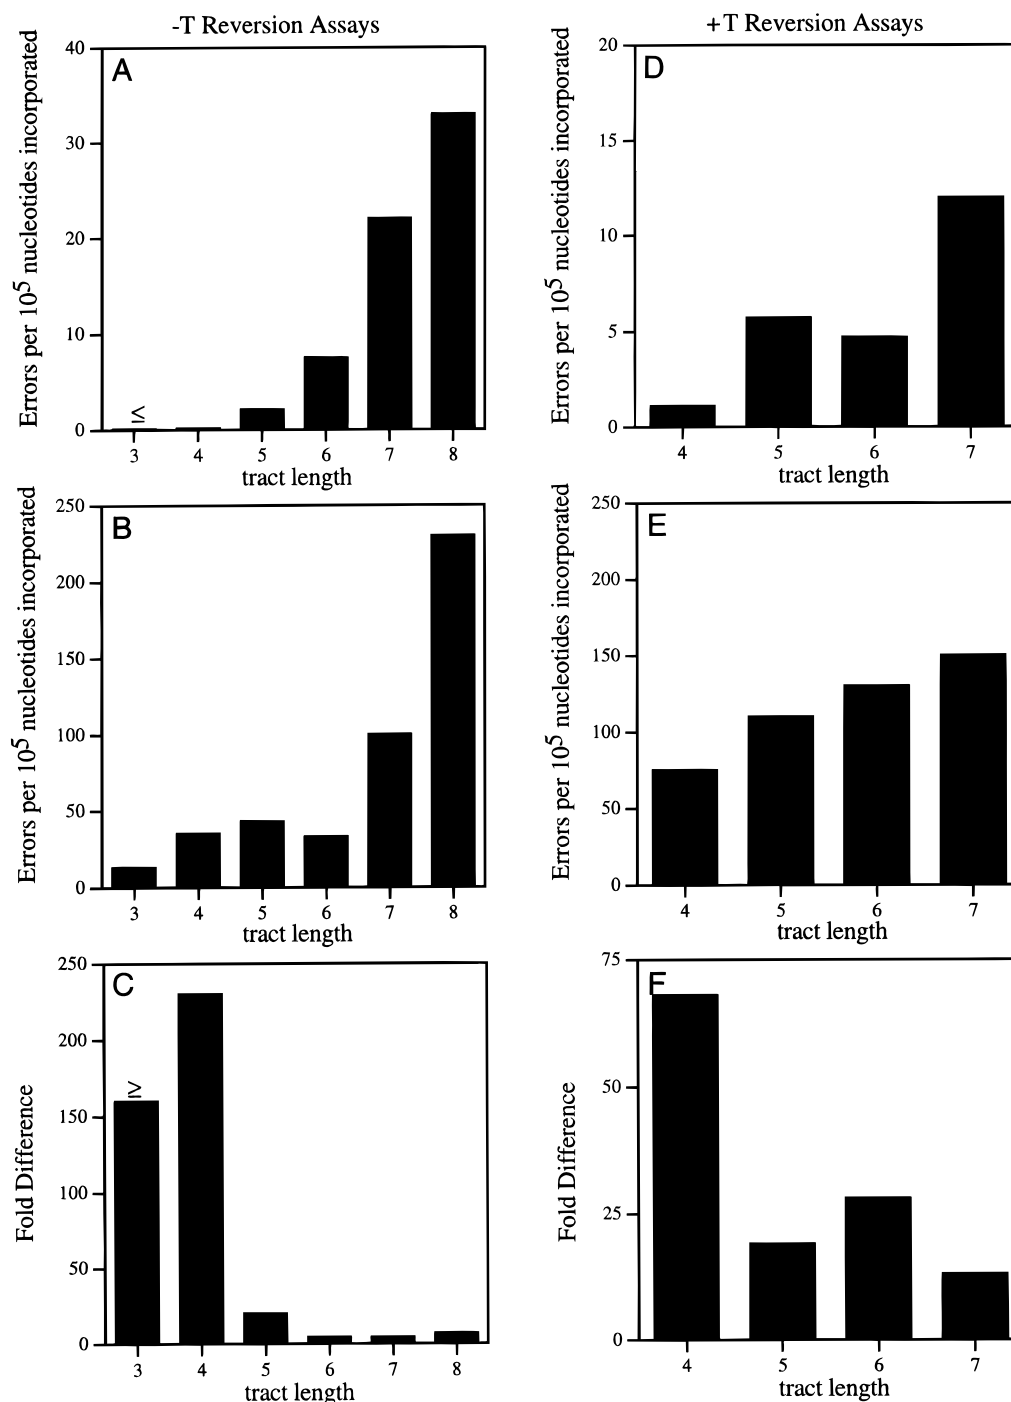 -T Reversion Assays
A
Errors per 10⁵ nucleotides incorporated
40
30
20
10
0
≤
3 4 5 6 7 8
tract length
B
Errors per 10⁵ nucleotides incorporated
250
200
150
100
50
0
3 4 5 6 7 8
tract length
C
Fold Difference
250
200
150
100
50
0
≥
3 4 5 6 7 8
tract length
+T Reversion Assays
D
Errors per 10⁵ nucleotides incorporated
20
15
10
5
0
4 5 6 7
tract length
E
Errors per 10⁵ nucleotides incorporated
250
200
150
100
50
0
4 5 6 7
tract length
F
Fold Difference
75
50
25
0
4 5 6 7
tract length